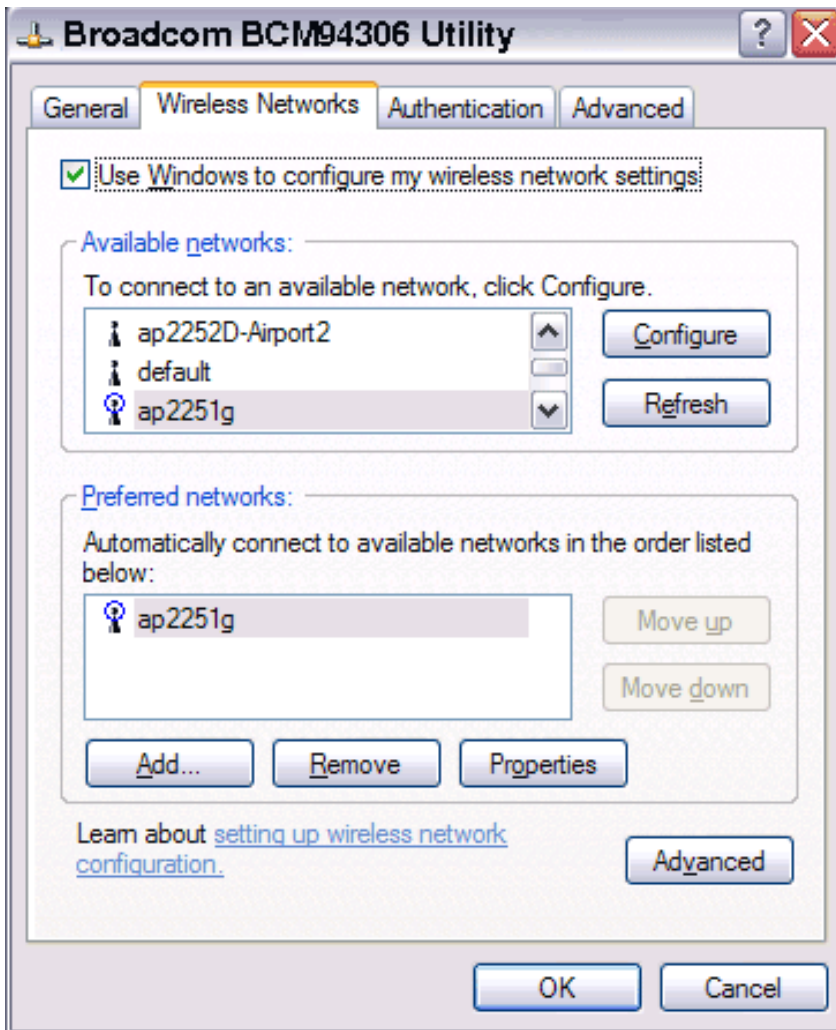 Broadcom BCM94306 Utility
?
General Wireless Networks Authentication Advanced
Use Windows to configure my wireless network settings
Available networks:
To connect to an available network, click Configure.
ap2252D-Airport2
default
ap2251g
Configure
Refresh
Preferred networks:
Automatically connect to available networks in the order listed
below:
ap2251g
Move up
Move down
Add... Remove Properties
Learn about setting up wireless network
configuration.
Advanced
OK Cancel